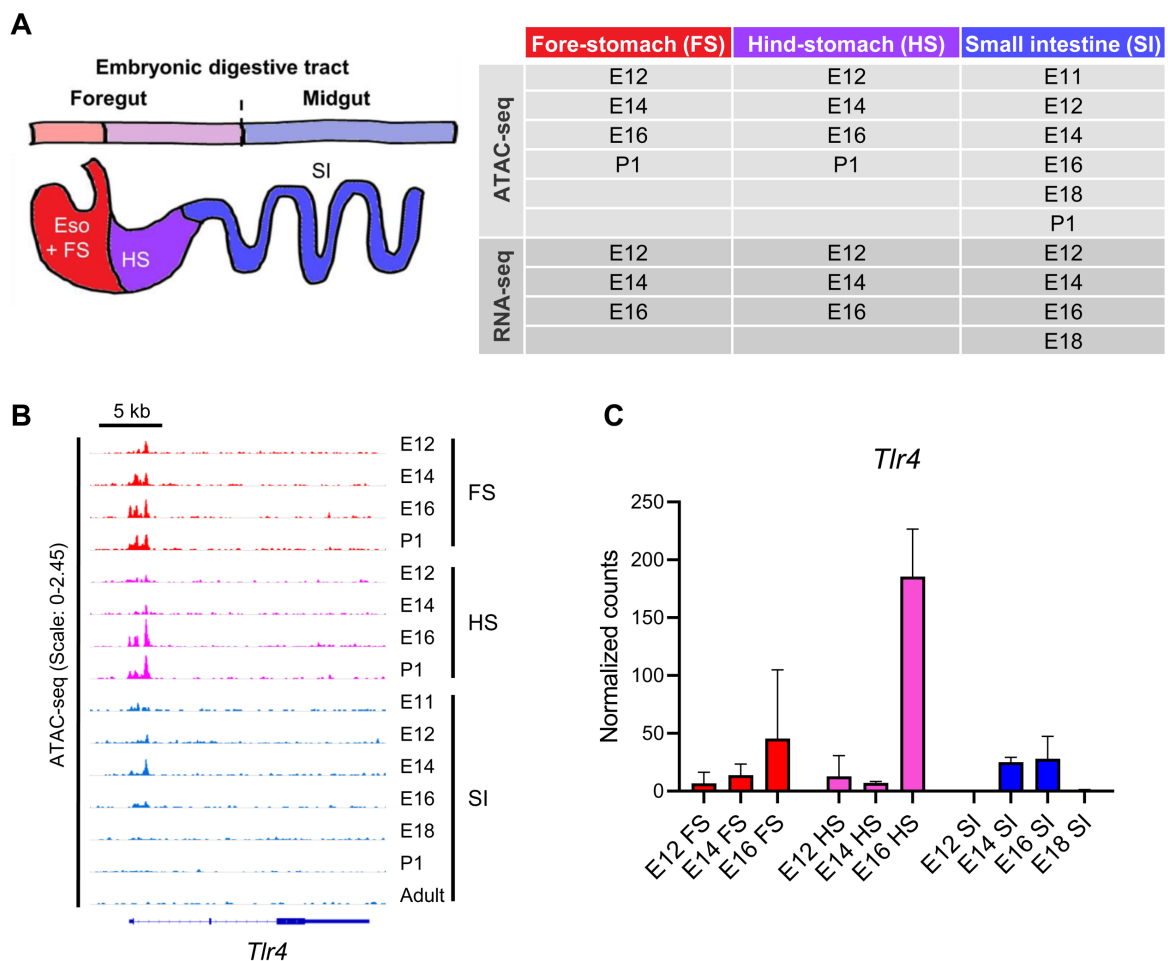 A
Embryonic digestive tract
Foregut Midgut
SI
Eso
+ FS
HS
Fore-stomach (FS) Hind-stomach (HS) Small intestine (SI)
ATAC-seq
E12 E12 E11
E14 E14 E12
E16 E16 E14
P1 P1 E16
E18
P1
RNA-seq
E12 E12 E12
E14 E14 E14
E16 E16 E16
E18
B
5 kb
ATAC-seq (Scale: 0-2.45)
E12
E14
E16
P1
FS
E12
E14
E16
P1
HS
E11
E12
E14
E16
E18
P1
Adult
SI
Tlr4
C
Tlr4
Normalized counts
250
200
150
100
50
0
E12 FS
E14 FS
E16 FS
E12 HS
E14 HS
E16 HS
E12 SI
E14 SI
E16 SI
E18 SI